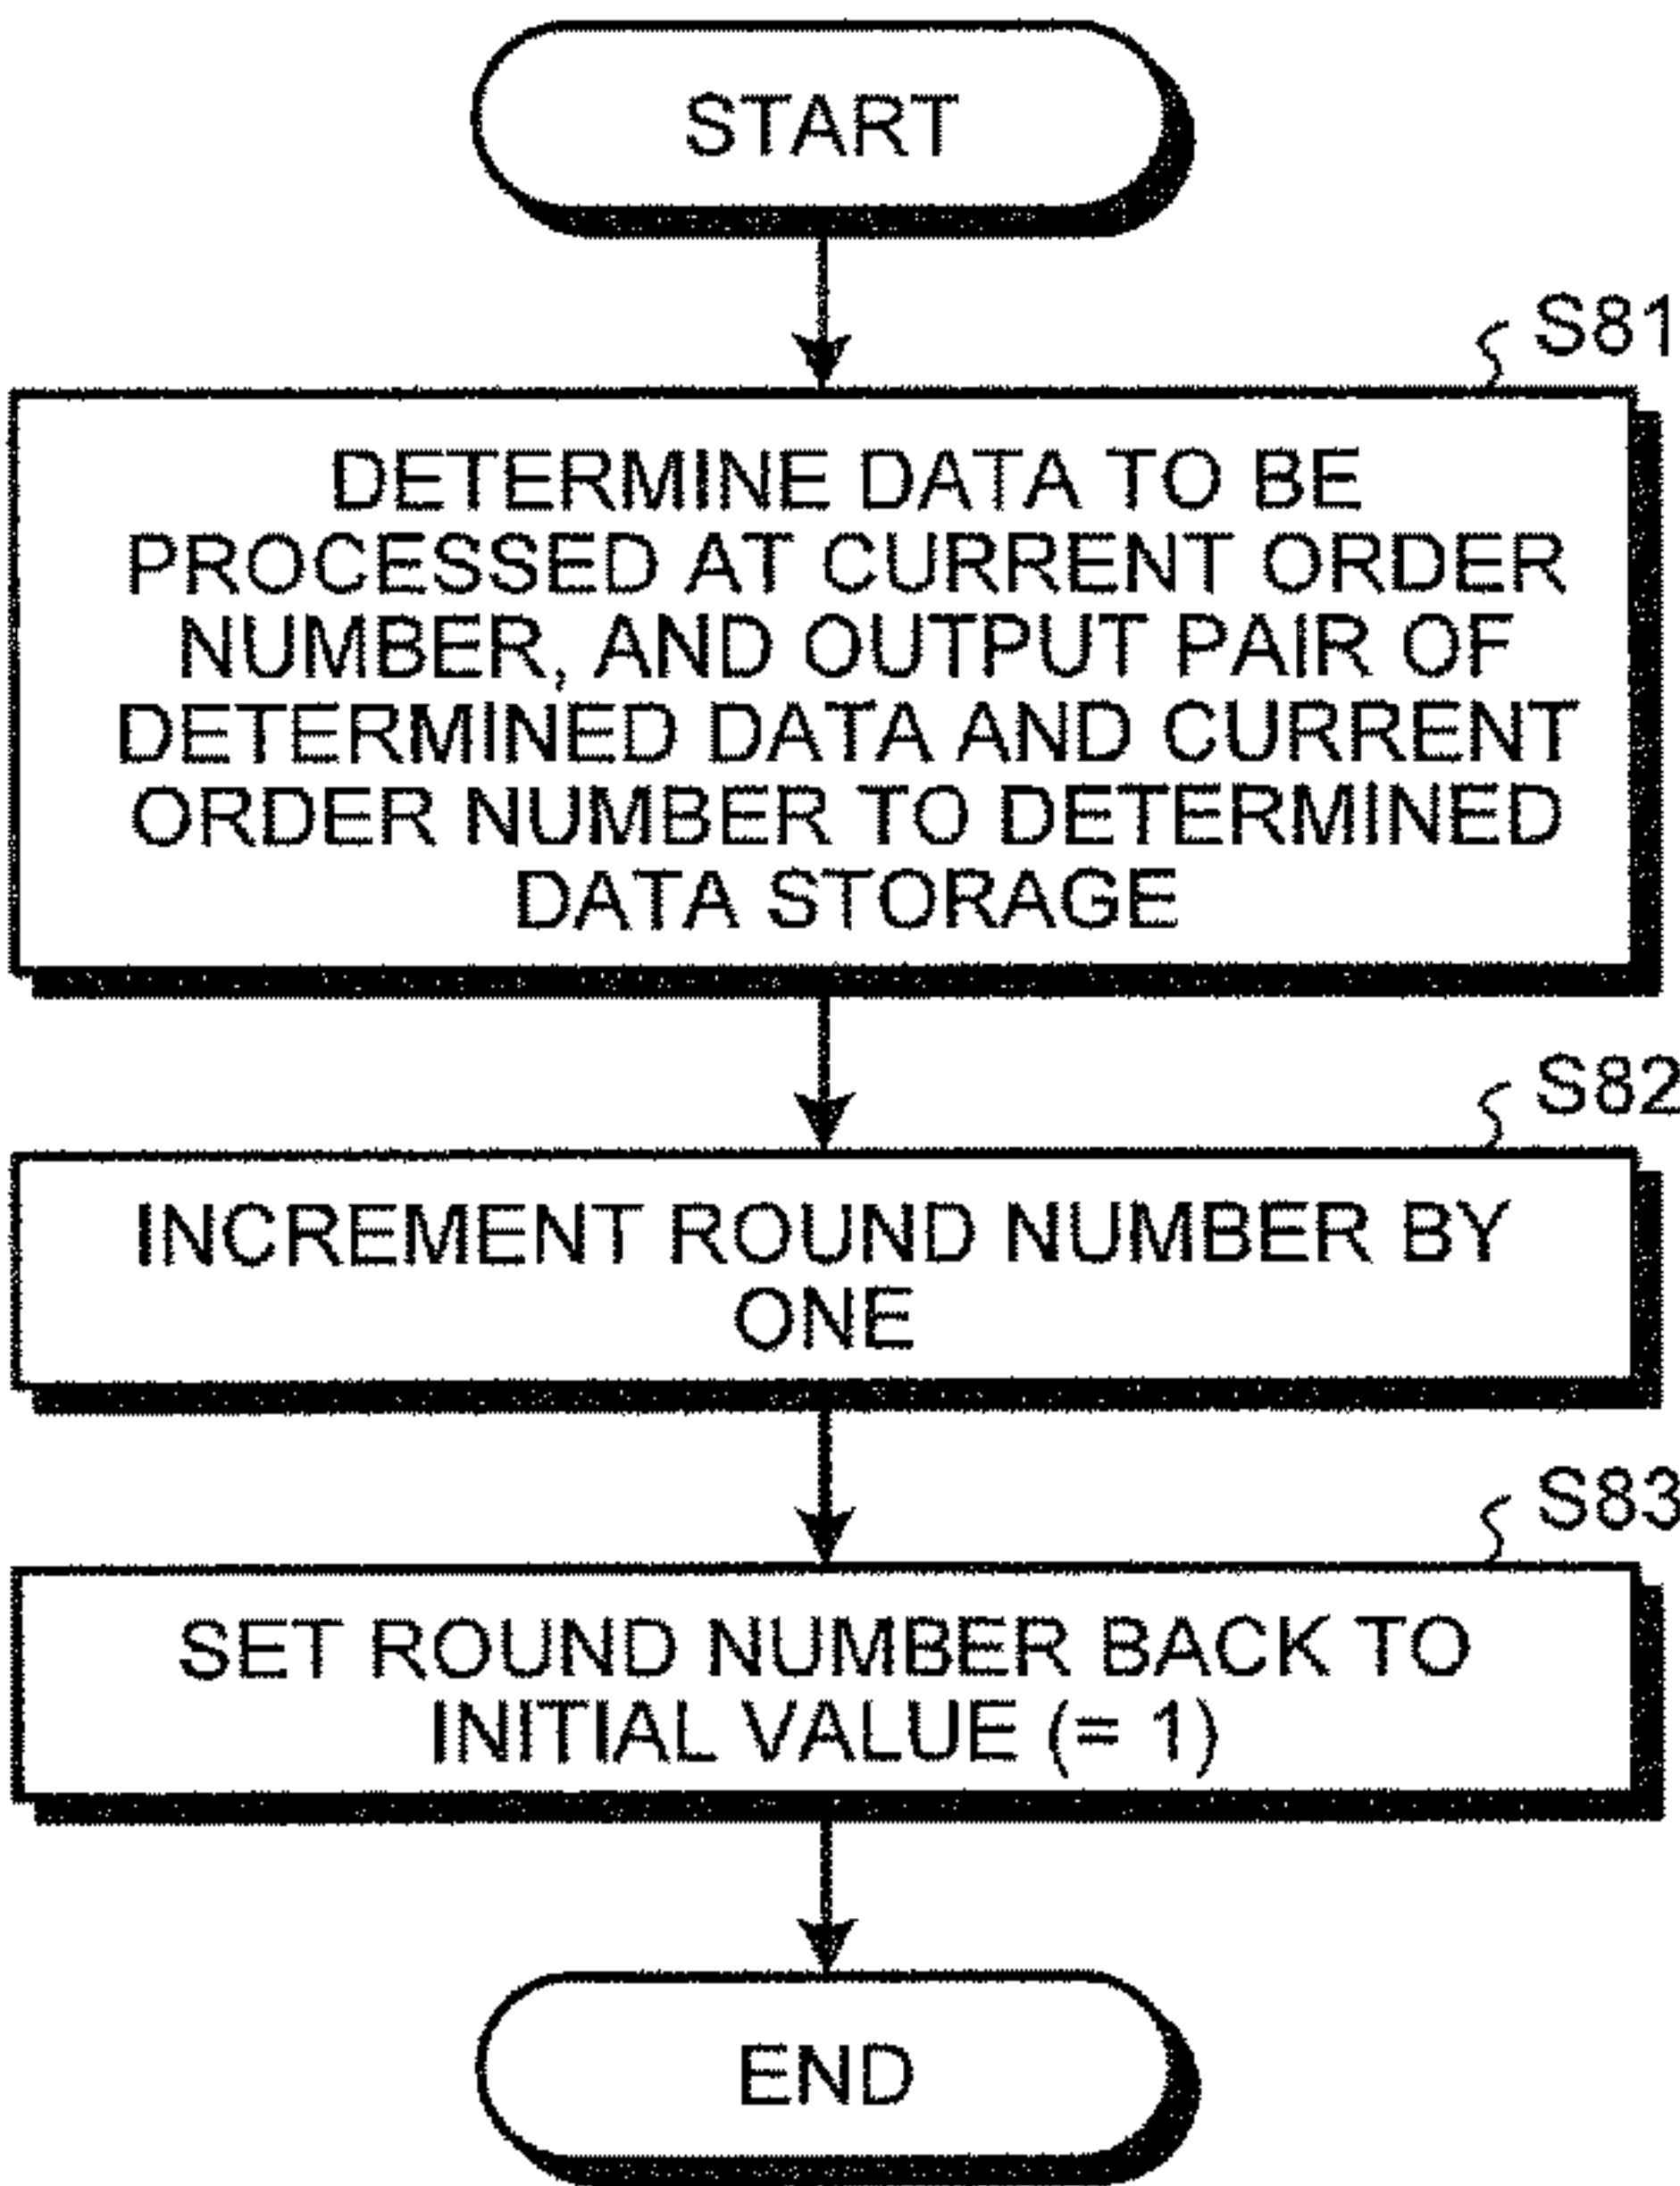 START
S81
DETERMINE DATA TO BE
PROCESSED AT CURRENT ORDER
NUMBER, AND OUTPUT PAIR OF
DETERMINED DATA AND CURRENT
ORDER NUMBER TO DETERMINED
DATA STORAGE
S82
INCREMENT ROUND NUMBER BY
ONE
S83
SET ROUND NUMBER BACK TO
INITIAL VALUE (= 1)
END